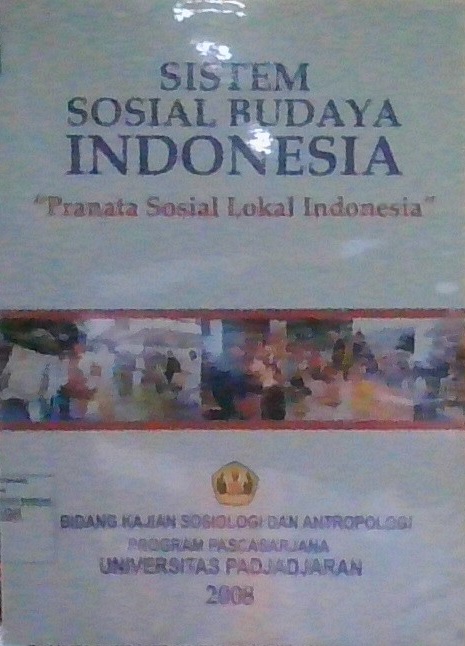 SISTEM
SOSIAL BUDAYA
INDONESIA
"Pranata Sosial Lokal Indonesia"
BIDANG KAJIAN SOSIOLOGI DAN ANTROPOLOGI
PROGRAM PASCASARJANA
UNIVERSITAS PADJADJARAN
2008